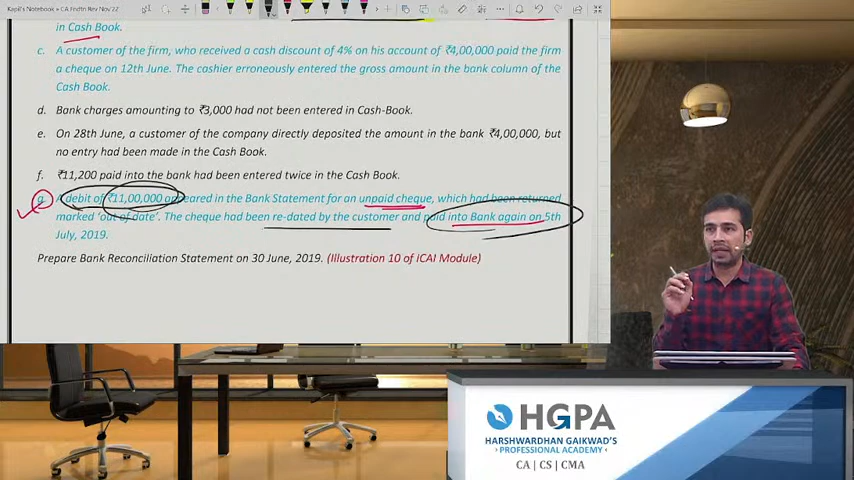 Kapil's Notebook » CA Fndtn Rev Nov'22
in Cash Book.
c. A customer of the firm, who received a cash discount of 4% on his account of ₹4,00,000 paid the firm
a cheque on 12th June. The cashier erroneously entered the gross amount in the bank column of the
Cash Book.
d. Bank charges amounting to ₹3,000 had not been entered in Cash-Book.
e. On 28th June, a customer of the company directly deposited the amount in the bank ₹4,00,000, but
no entry had been made in the Cash Book.
f. ₹11,200 paid into the bank had been entered twice in the Cash Book.
g. A debit of ₹11,00,000 appeared in the Bank Statement for an unpaid cheque, which had been returned
marked 'out of date'. The cheque had been re-dated by the customer and paid into Bank again on 5th
July, 2019.
Prepare Bank Reconciliation Statement on 30 June, 2019. (Illustration 10 of ICAI Module)
HGPA
HARSHWARDHAN GAIKWAD'S
PROFESSIONAL ACADEMY
CA | CS | CMA